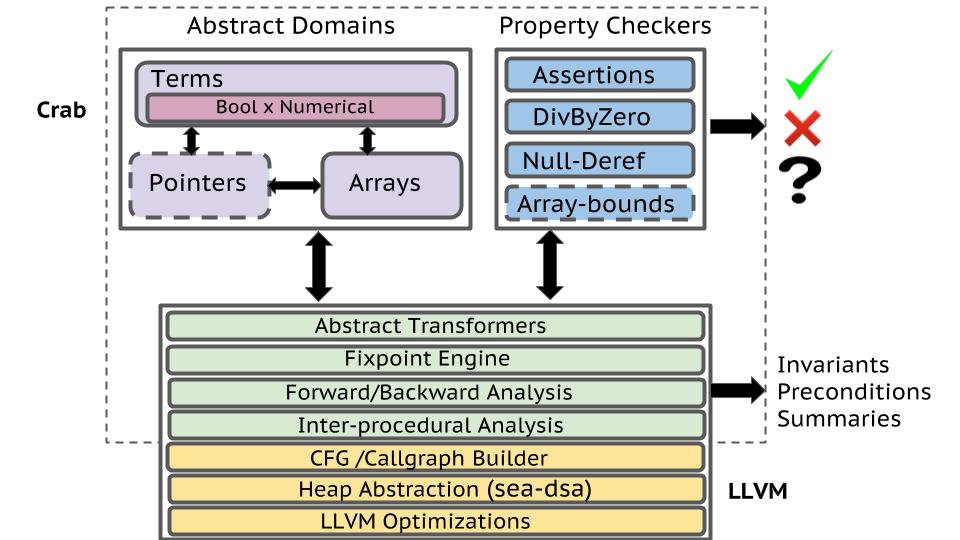 Abstract Domains
Property Checkers
Crab
Terms
Bool x Numerical
Pointers
Arrays
Assertions
DivByZero
Null-Deref
Array-bounds
?
Abstract Transformers
Fixpoint Engine
Forward/Backward Analysis
Inter-procedural Analysis
CFG /Callgraph Builder
Heap Abstraction (sea-dsa)
LLVM Optimizations
Invariants
Preconditions
Summaries
LLVM